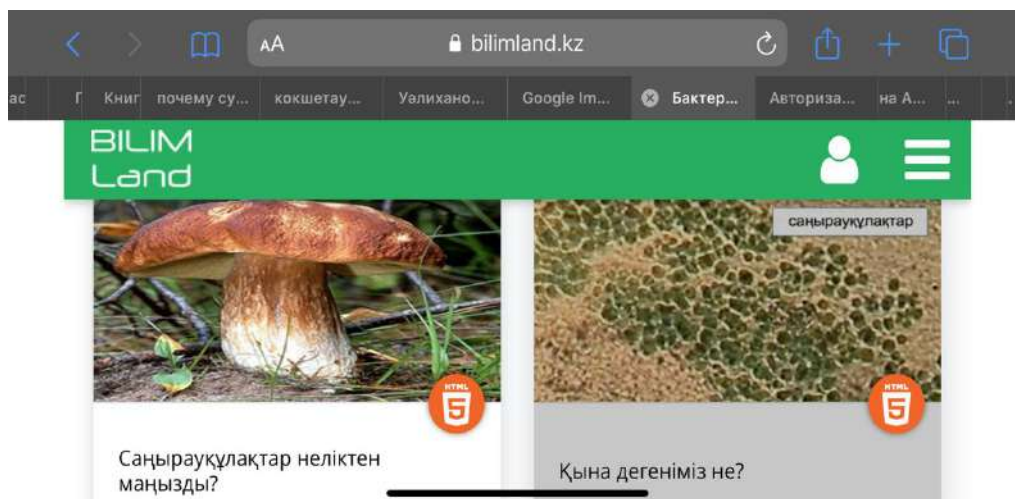 AA bilimland.kz
ас Г Книг почему су... кокшетау... Уәлихано... Google Im... Бактер... Авториза... на А... ...
BILIM
Land
саңырауқұлақтар
HTML
5
HTML
5
Саңырауқұлақтар неліктен
маңызды?
Қына дегеніміз не?